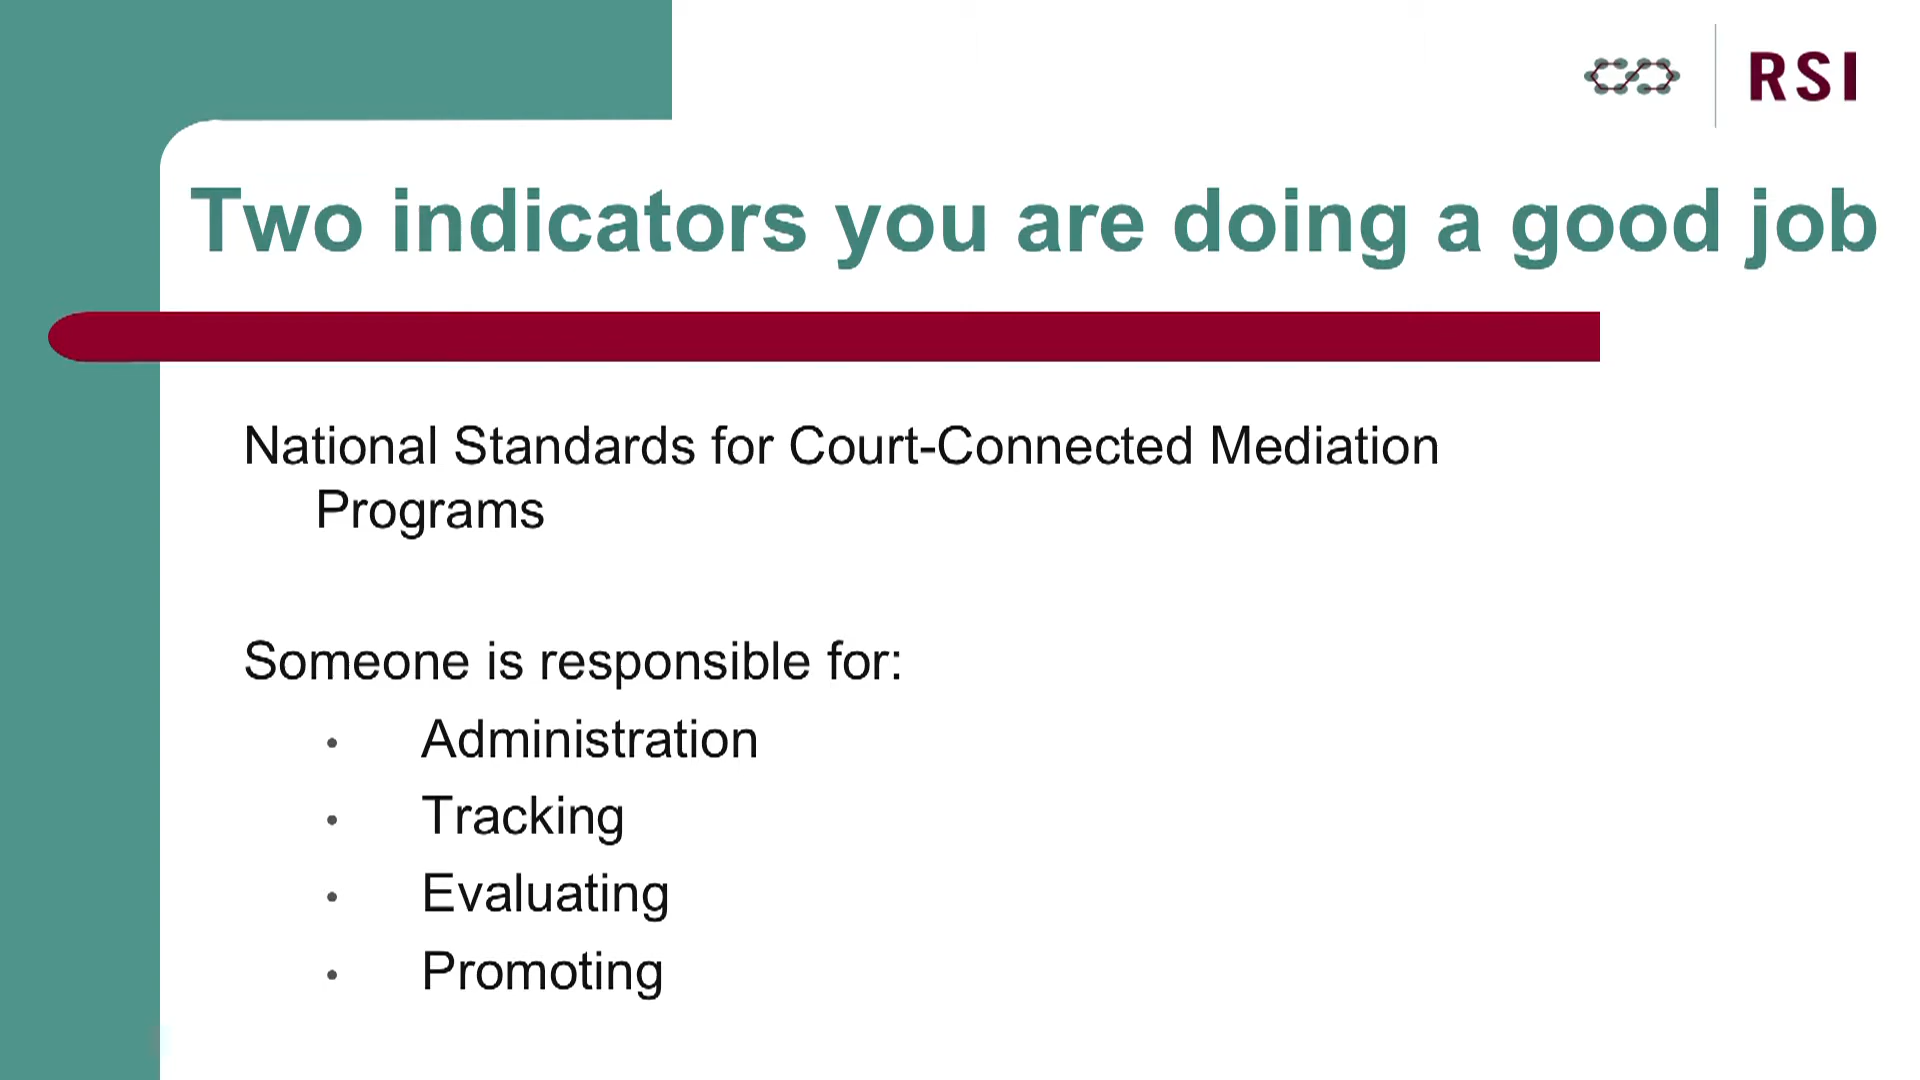 RSI
Two indicators you are doing a good job
National Standards for Court-Connected Mediation
Programs
Someone is responsible for:
• Administration
• Tracking
• Evaluating
• Promoting